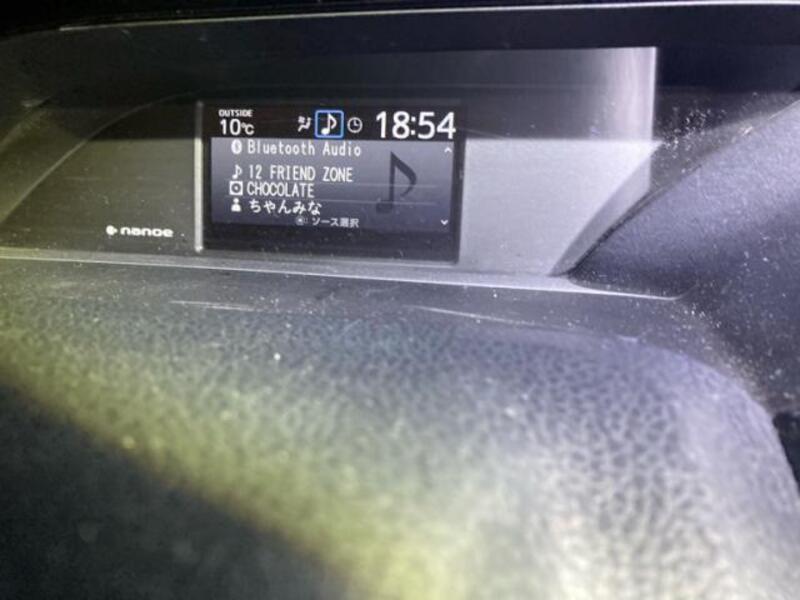 OUTSIDE
10℃ 18:54
Bluetooth Audio
12 FRIEND ZONE
CHOCOLATE
ちゃんみな
ソース選択
nanoe